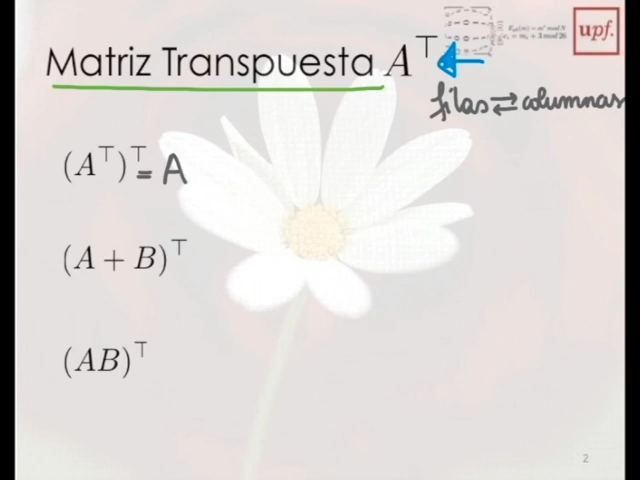 Matriz Transpuesta A^⊤
upf.
filas ⇄ columnas
(A^⊤)^⊤ = A
(A + B)^⊤
(AB)^⊤
2